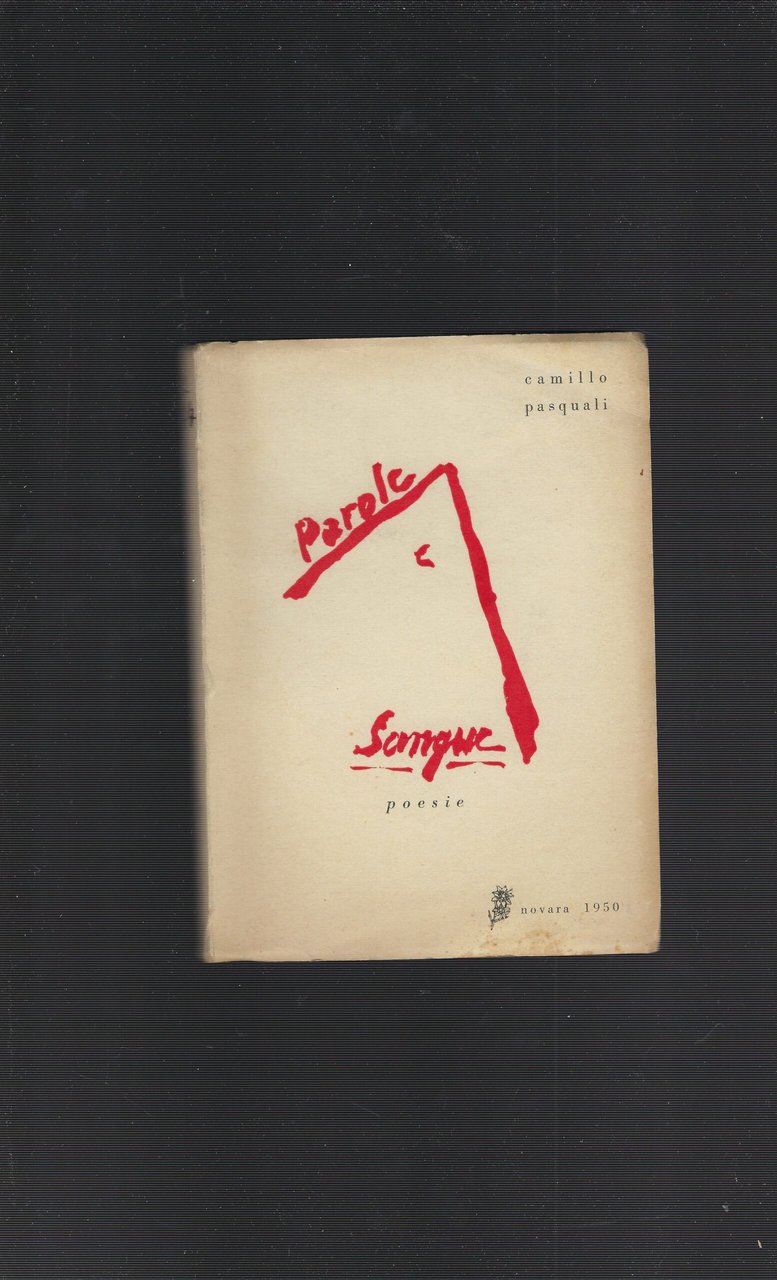 camillo
pasquali
Parole
e
Sangue
poesie
novara 1950